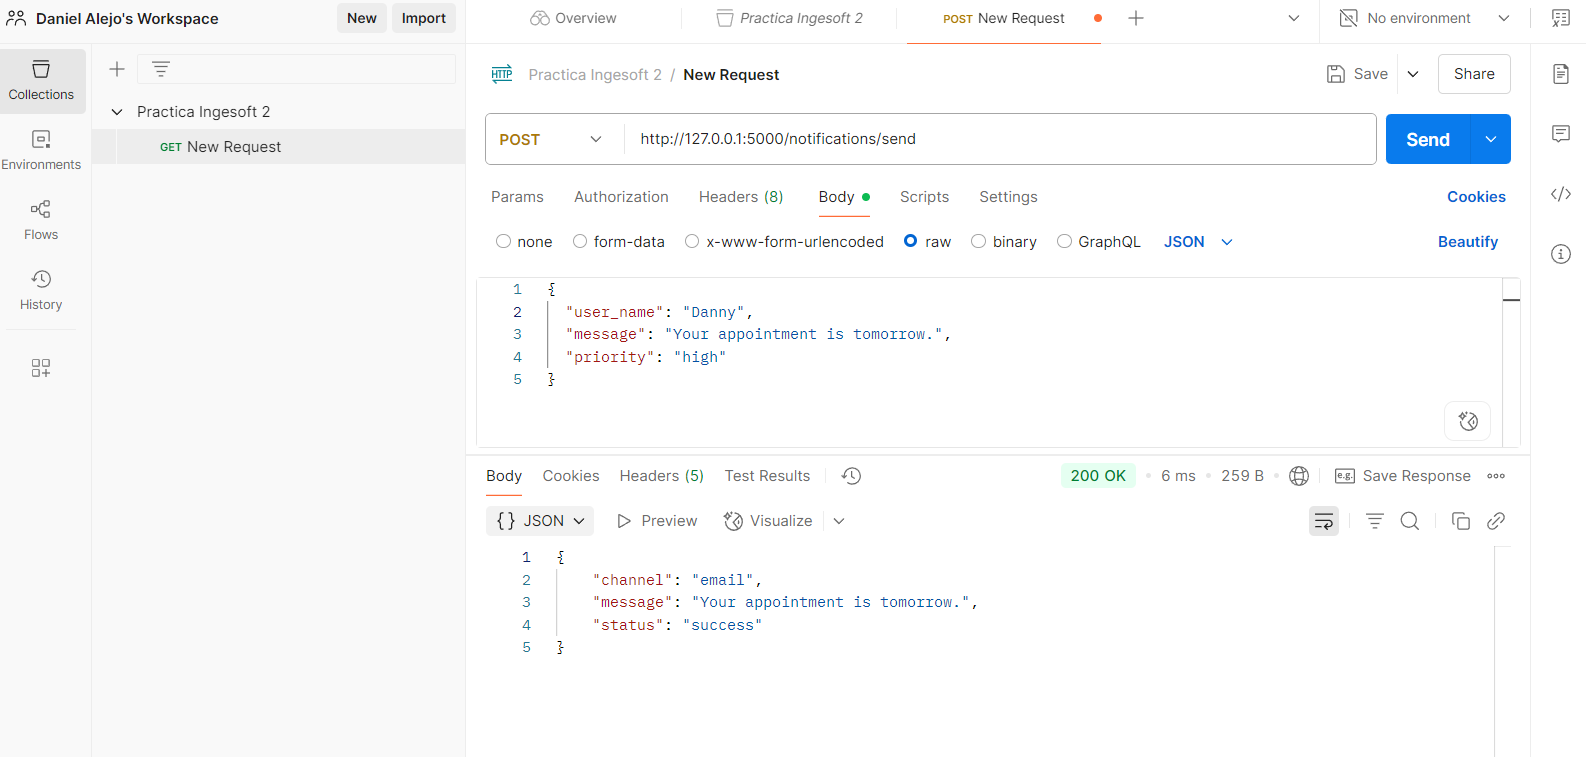 Daniel Alejo's Workspace
New
Import
Overview
Practica Ingesoft 2
POST New Request
No environment
Collections
Environments
Flows
History
Practica Ingesoft 2
GET New Request
HTTP
Practica Ingesoft 2 / New Request
Save
Share
POST
http://127.0.0.1:5000/notifications/send
Send
Params
Authorization
Headers (8)
Body
Scripts
Settings
Cookies
none
form-data
x-www-form-urlencoded
raw
binary
GraphQL
JSON
Beautify
1 {
2 "user_name": "Danny",
3 "message": "Your appointment is tomorrow.",
4 "priority": "high"
5 }
Body
Cookies
Headers (5)
Test Results
200 OK
6 ms
259 B
e.g.
Save Response
{} JSON
Preview
Visualize
1 {
2 "channel": "email",
3 "message": "Your appointment is tomorrow.",
4 "status": "success"
5 }